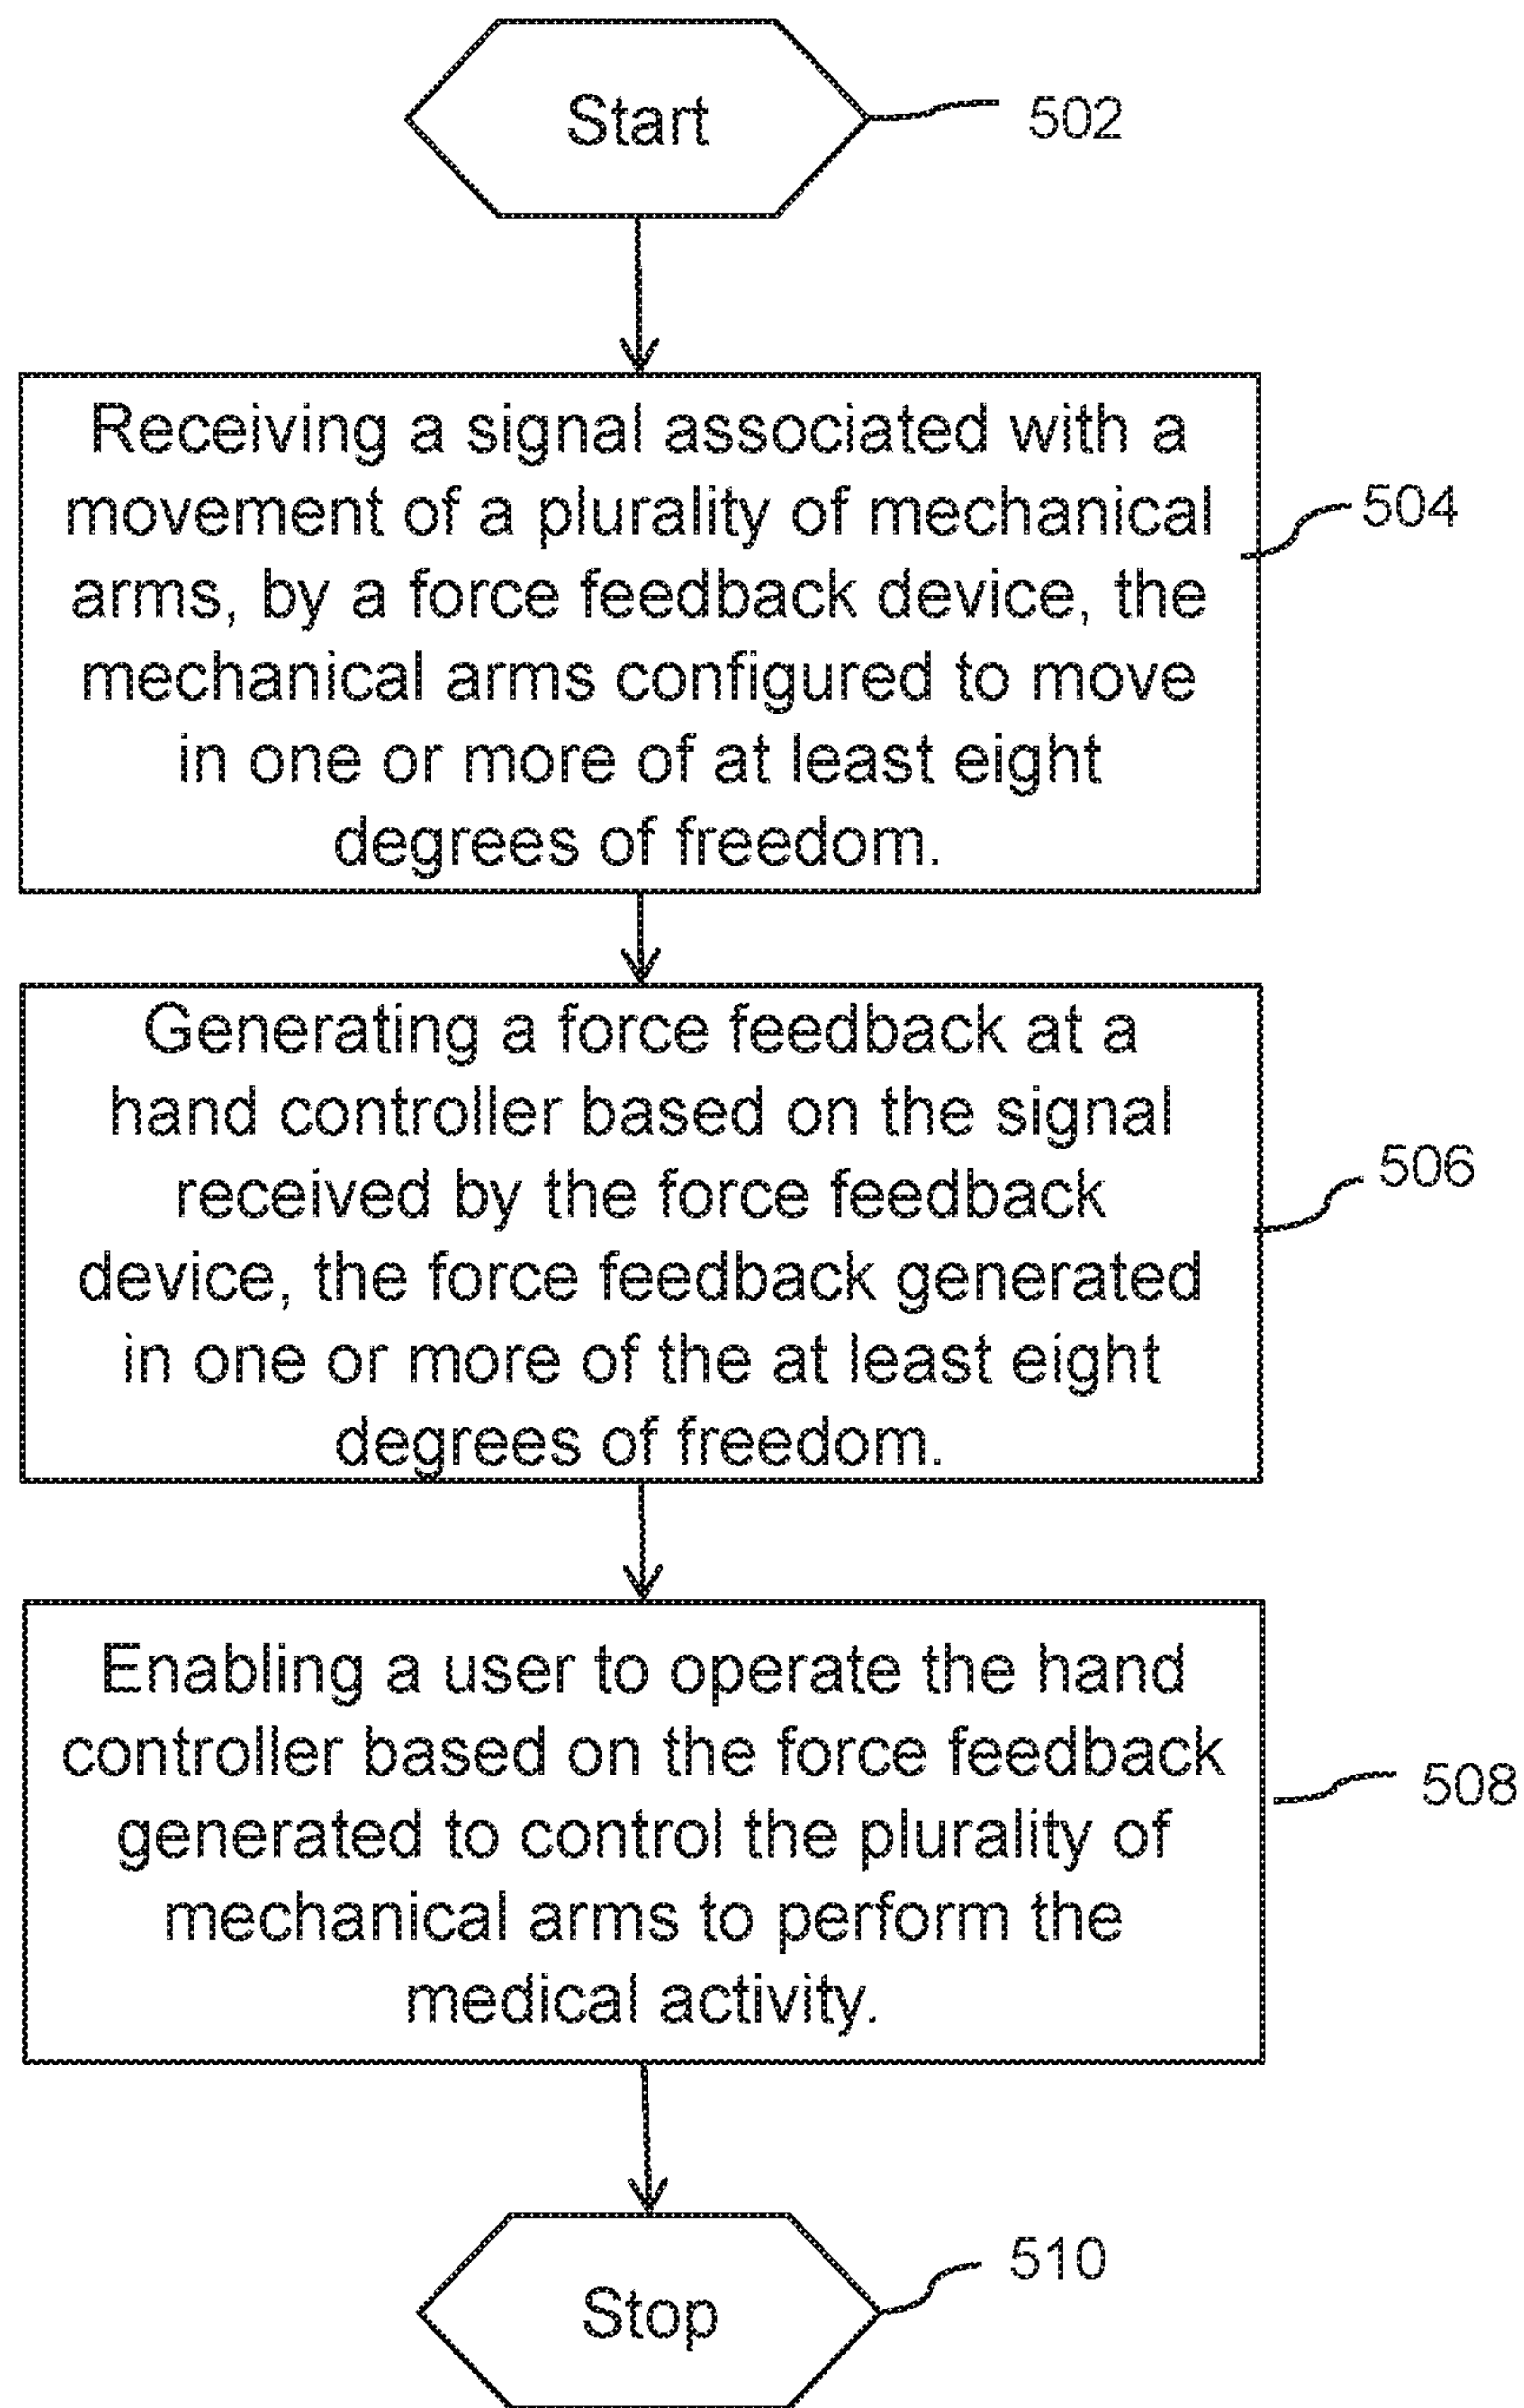 Start
502
Receiving a signal associated with a
movement of a plurality of mechanical
arms, by a force feedback device, the
mechanical arms configured to move
in one or more of at least eight
degrees of freedom.
504
Generating a force feedback at a
hand controller based on the signal
received by the force feedback
device, the force feedback generated
in one or more of the at least eight
degrees of freedom.
506
Enabling a user to operate the hand
controller based on the force feedback
generated to control the plurality of
mechanical arms to perform the
medical activity.
508
Stop
510